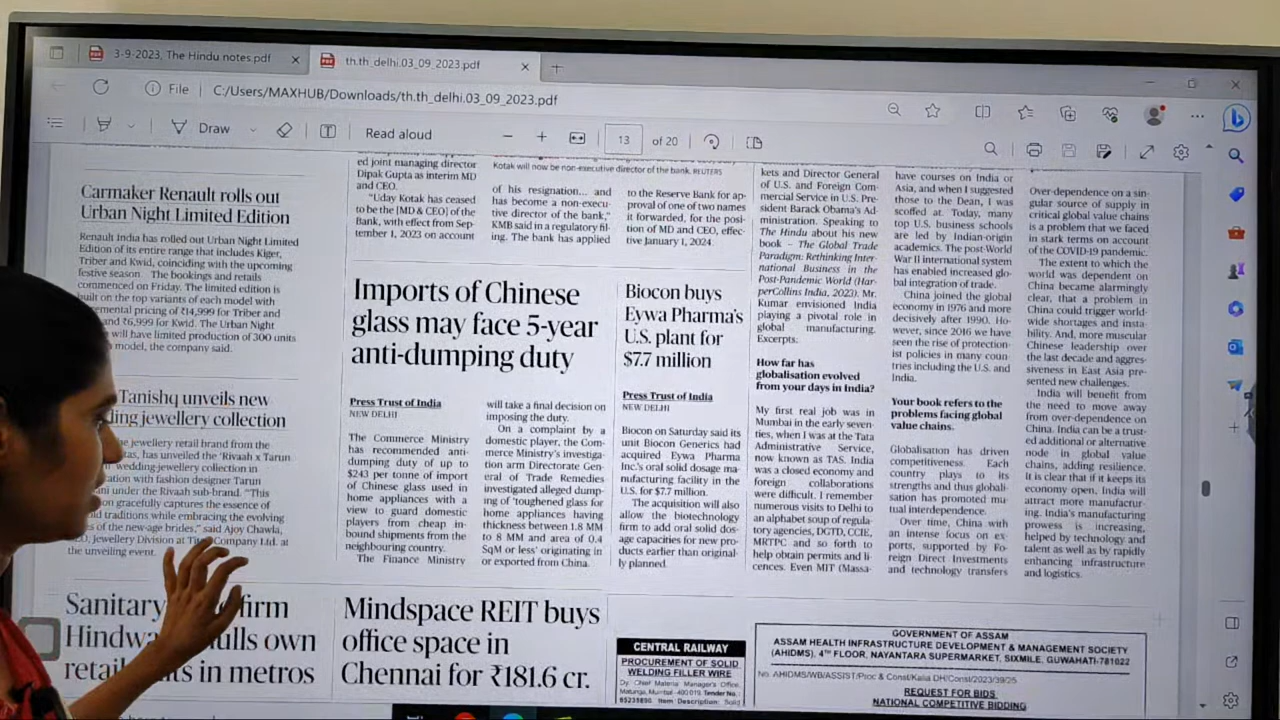 3-9-2023, The Hindu notes.pdf
th.th_delhi.03_09_2023.pdf
File
C:/Users/MAXHUB/Downloads/th.th_delhi.03_09_2023.pdf
Draw
Read aloud
13
of 20
Carmaker Renault rolls out
Urban Night Limited Edition
Renault India has rolled out Urban Night Limited
Edition of its entire range that includes Kiger,
Triber and Kwid, coinciding with the upcoming
festive season. The bookings and retails
commenced on Friday. The limited edition is
built on the top variants of each model with
emental pricing of ₹14,999 for Triber and
and ₹6,999 for Kwid. The Urban Night
will have limited production of 300 units
model, the company said.
Tanishq unveils new
ding jewellery collection
e jewellery retail brand from the
tas, has unveiled the 'Rivaah x Tarun
wedding-jewellery collection in
ation with fashion designer Tarun
ani under the Rivaah sub-brand. "This
on gracefully captures the essence of
d traditions while embracing the evolving
es of the new-age brides," said Ajoy Chawla,
Jewellery Division at Company Ltd. at
the unveiling event.
Sanitary firm
Hindwa ulls own
retail ts in metros
ed joint managing director
Dipak Gupta as interim MD
and CEO.
"Uday Kotak has ceased
to be the [MD & CEO] of the
Bank, with effect from Sep-
tember 1, 2023 on account
Kotak will now be non-executive director of the bank. REUTERS
of his resignation... and
has become a non-execu-
tive director of the bank,"
KMB said in a regulatory fil-
ing. The bank has applied
to the Reserve Bank for ap-
proval of one of two names
it forwarded, for the posi-
tion of MD and CEO, effec-
tive January 1, 2024.
Imports of Chinese
glass may face 5-year
anti-dumping duty
Press Trust of India
NEW DELHI
The Commerce Ministry
has recommended anti-
dumping duty of up to
$243 per tonne of import
of Chinese glass used in
home appliances with a
view to guard domestic
players from cheap in-
bound shipments from the
neighbouring country.
The Finance Ministry
will take a final decision on
imposing the duty.
On a complaint by a
domestic player, the Com-
merce Ministry's investiga-
tion arm Directorate Gen-
eral of Trade Remedies
investigated alleged dump-
ing of 'toughened glass for
home appliances having
thickness between 1.8 MM
to 8 MM and area of 0.4
SqM or less' originating in
or exported from China.
Biocon buys
Eywa Pharma's
U.S. plant for
$7.7 million
Press Trust of India
NEW DELHI
Biocon on Saturday said its
unit Biocon Generics had
acquired Eywa Pharma
Inc.'s oral solid dosage ma-
nufacturing facility in the
U.S. for $7.7 million.
The acquisition will also
allow the biotechnology
firm to add oral solid dos-
age capacities for new pro-
ducts earlier than original-
ly planned.
Mindspace REIT buys
office space in
Chennai for ₹181.6 cr.
kets and Director General
of U.S. and Foreign Com-
mercial Service in U.S. Pre-
sident Barack Obama's Ad-
ministration. Speaking to
The Hindu about his new
book – The Global Trade
Paradigm: Rethinking Inter-
national Business in the
Post-Pandemic World (Har-
perCollins India, 2023), Mr.
Kumar envisioned India
playing a pivotal role in
global manufacturing.
Excerpts:
How far has
globalisation evolved
from your days in India?
My first real job was in
Mumbai in the early seven-
ties, when I was at the Tata
Administrative Service,
now known as TAS. India
was a closed economy and
foreign collaborations
were difficult. I remember
numerous visits to Delhi to
an alphabet soup of regula-
tory agencies, DGTD, CCIE,
MRTPC and so forth to
help obtain permits and li-
cences. Even MIT (Massa-
have courses on India or
Asia, and when I suggested
those to the Dean, I was
scoffed at. Today, many
top U.S. business schools
are led by Indian-origin
academics. The post-World
War II international system
has enabled increased glo-
bal integration of trade.
China joined the global
economy in 1976 and more
decisively after 1990. Ho-
wever, since 2016 we have
seen the rise of protection-
ist policies in many coun-
tries including the U.S. and
India.
Your book refers to the
problems facing global
value chains.
Globalisation has driven
competitiveness. Each
country plays to its
strengths and thus globali-
sation has promoted mu-
tual interdependence.
Over time, China with
an intense focus on ex-
ports, supported by Fo-
reign Direct Investments
and technology transfers
Over-dependence on a sin-
gular source of supply in
critical global value chains
is a problem that we faced
in stark terms on account
of the COVID-19 pandemic.
The extent to which the
world was dependent on
China became alarmingly
clear, that a problem in
China could trigger world-
wide shortages and insta-
bility. And, more muscular
Chinese leadership over
the last decade and aggres-
siveness in East Asia pre-
sented new challenges.
India will benefit from
the need to move away
from over-dependence on
China. India can be a trust-
ed additional or alternative
node in global value
chains, adding resilience.
It is clear that if it keeps its
economy open, India will
attract more manufactur-
ing. India's manufacturing
prowess is increasing,
helped by technology and
talent as well as by rapidly
enhancing infrastructure
and logistics.
CENTRAL RAILWAY
PROCUREMENT OF SOLID
WELDING FILLER WIRE
Dy. Chief Materials Manager's Office,
Matunga, Mumbai - 400019. Tender No.:
85231895 Item Description: Solid
GOVERNMENT OF ASSAM
ASSAM HEALTH INFRASTRUCTURE DEVELOPMENT & MANAGEMENT SOCIETY
(AHIDMS), 4TH FLOOR, NAYANTARA SUPERMARKET, SIXMILE, GUWAHATI-781022
No. AHIDMS/WB/ASSIST/Proc & Const/Kalia DH/Const/2023/39/25
REQUEST FOR BIDS
NATIONAL COMPETITIVE BIDDING